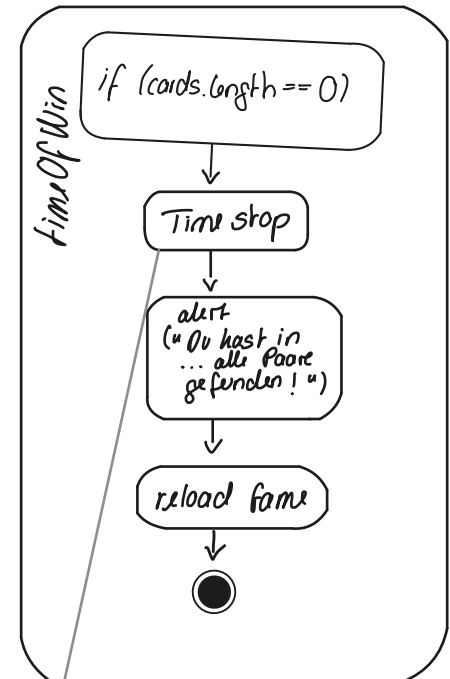 timeOfWin
if (cards.length == 0)
Time stop
alert
(" Du hast in
... alle Paare
gefunden ! ")
reload Game